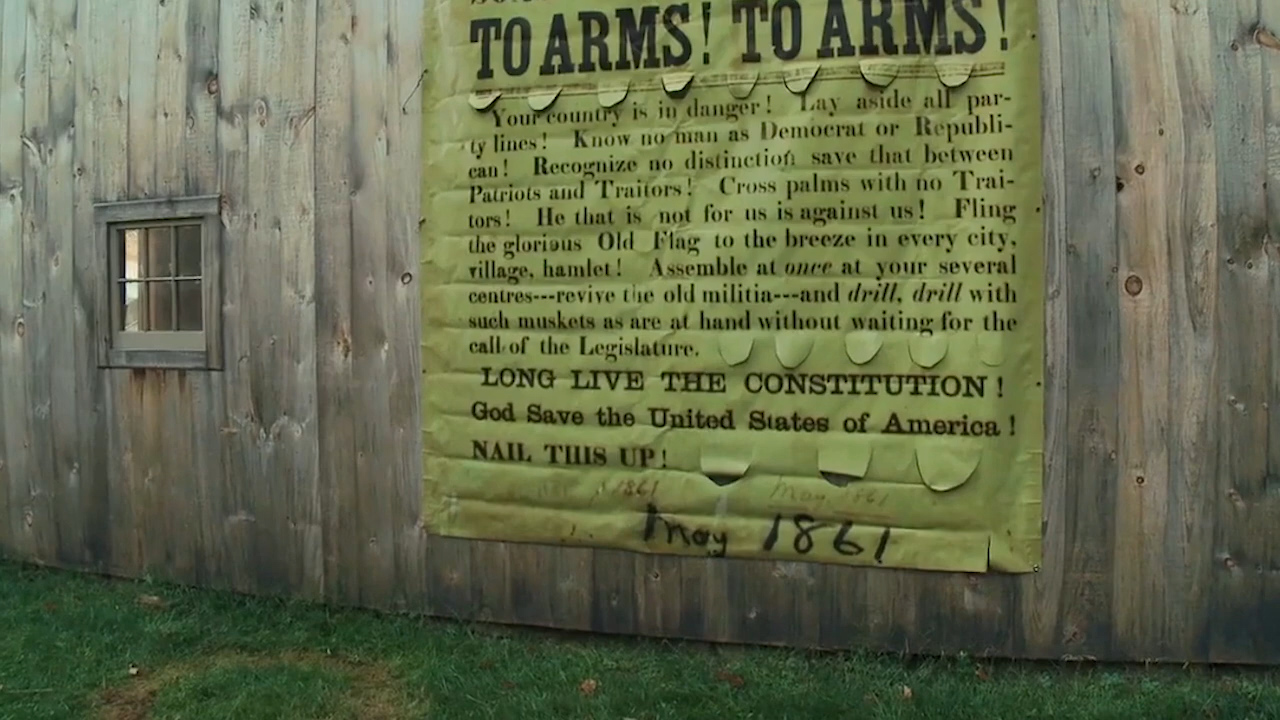 TO ARMS! TO ARMS!
Your country is in danger! Lay aside all par-
ty lines! Know no man as Democrat or Republi-
can! Recognize no distinction save that between
Patriots and Traitors! Cross palms with no Trai-
tors! He that is not for us is against us! Fling
the glorious Old Flag to the breeze in every city,
village, hamlet! Assemble at once at your several
centres---revive the old militia---and drill, drill with
such muskets as are at hand without waiting for the
call of the Legislature.
LONG LIVE THE CONSTITUTION!
God Save the United States of America!
NAIL THIS UP!
1861 May 1861
May 1861